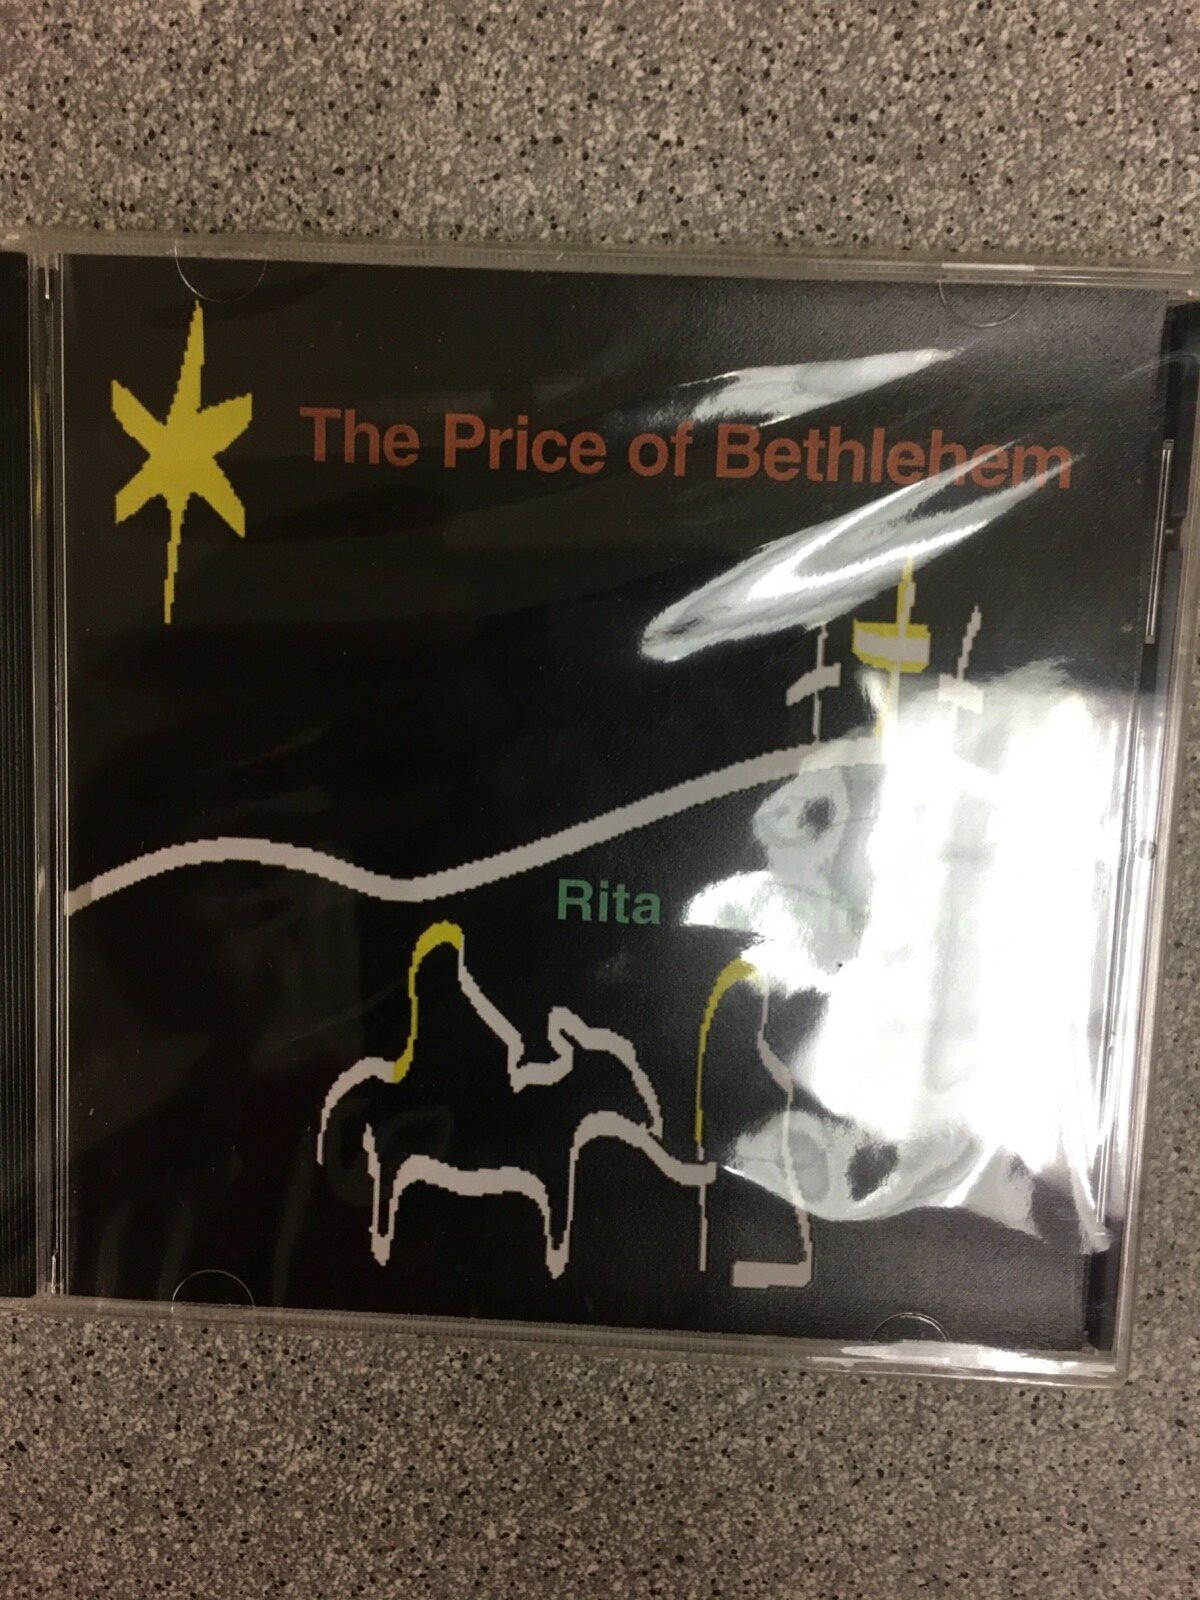 The Price of Bethlehem
Rita